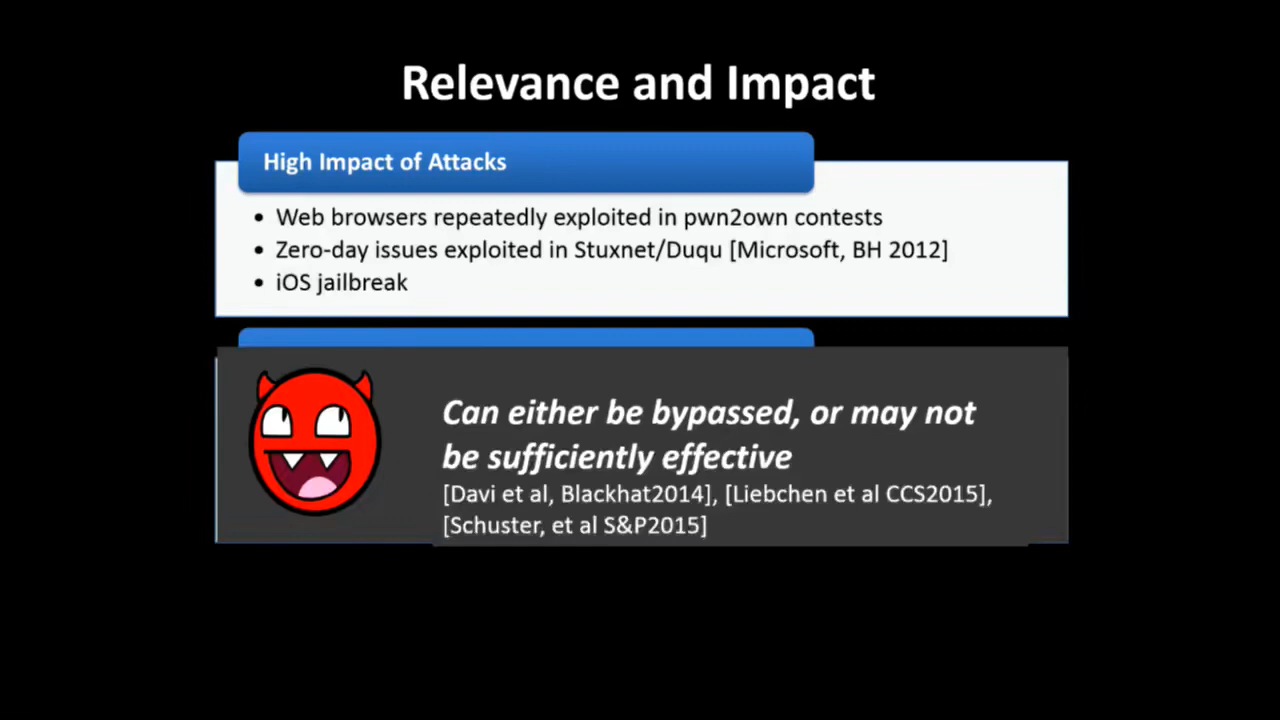 Relevance and Impact
High Impact of Attacks
• Web browsers repeatedly exploited in pwn2own contests
• Zero-day issues exploited in Stuxnet/Duqu [Microsoft, BH 2012]
• iOS jailbreak
Can either be bypassed, or may not
be sufficiently effective
[Davi et al, Blackhat2014], [Liebchen et al CCS2015],
[Schuster, et al S&P2015]